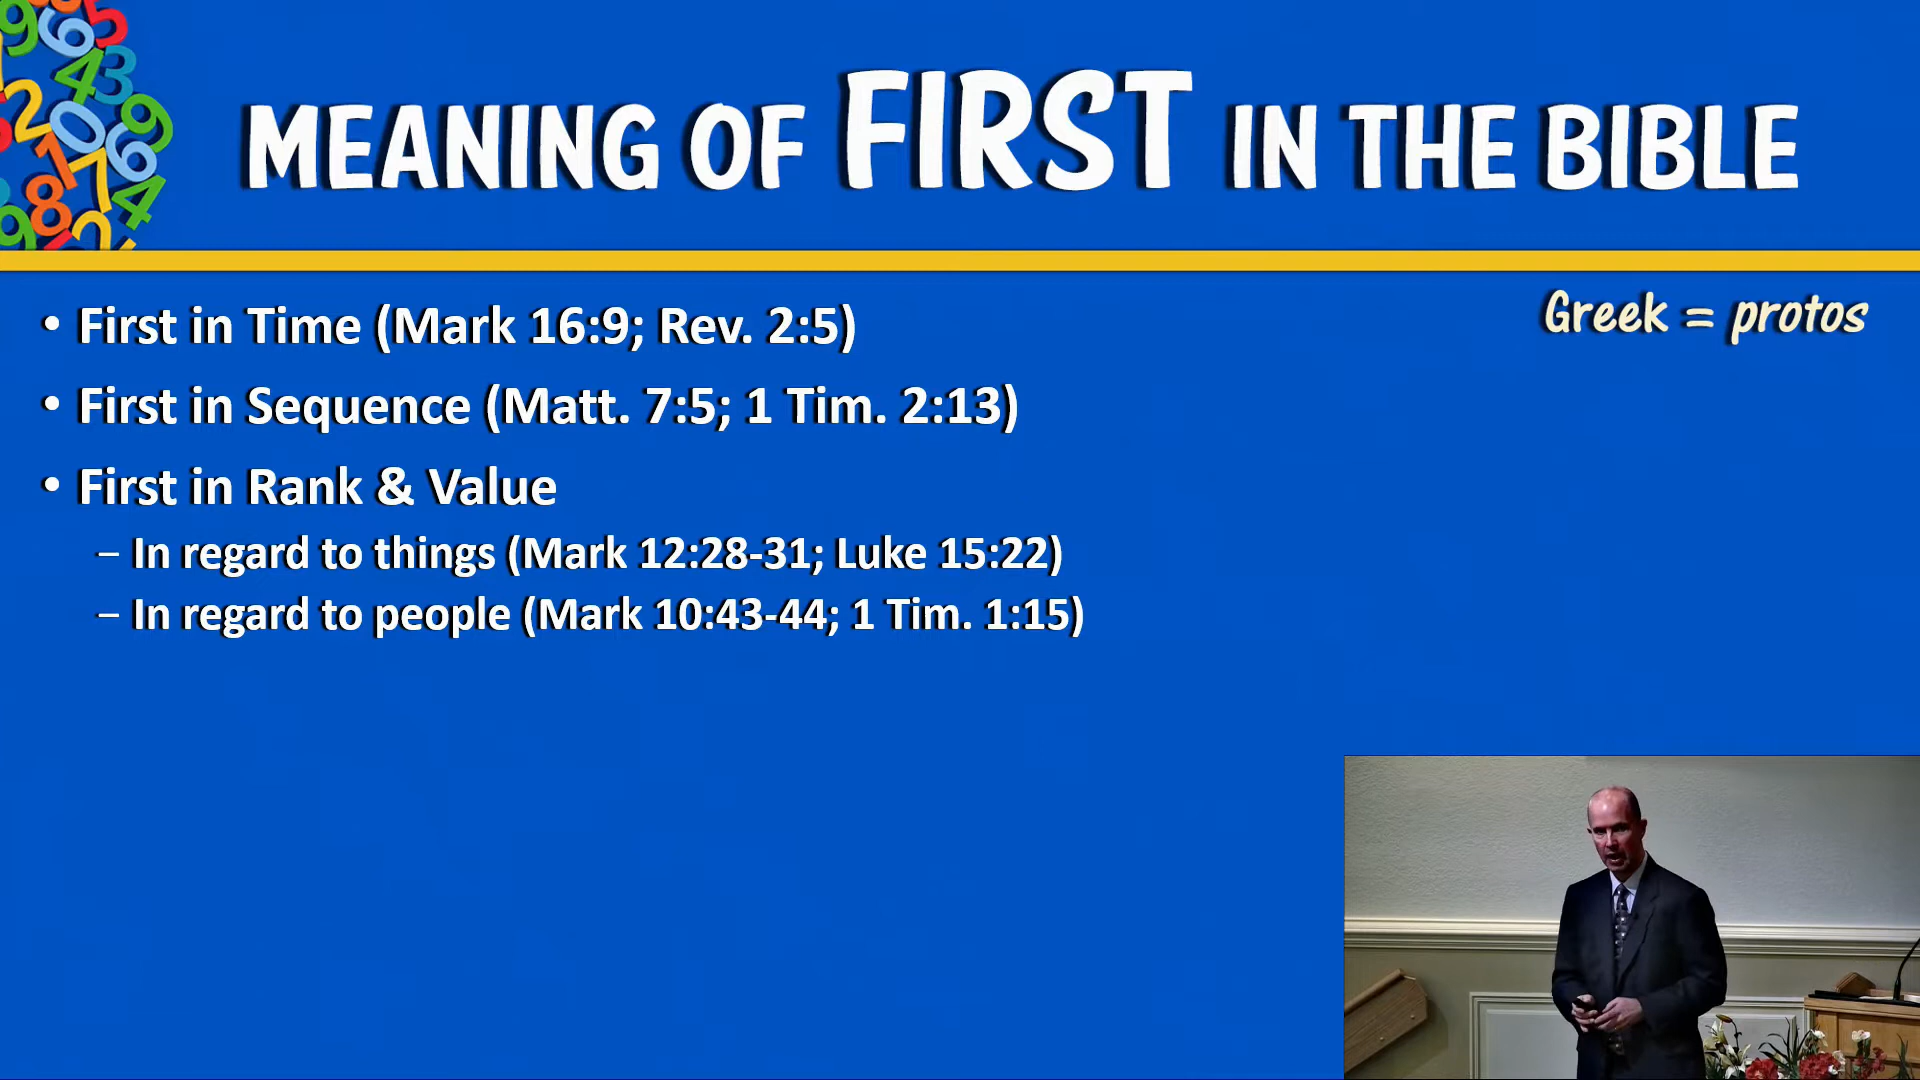 MEANING OF FIRST IN THE BIBLE
Greek = protos
• First in Time (Mark 16:9; Rev. 2:5)
• First in Sequence (Matt. 7:5; 1 Tim. 2:13)
• First in Rank & Value
– In regard to things (Mark 12:28-31; Luke 15:22)
– In regard to people (Mark 10:43-44; 1 Tim. 1:15)